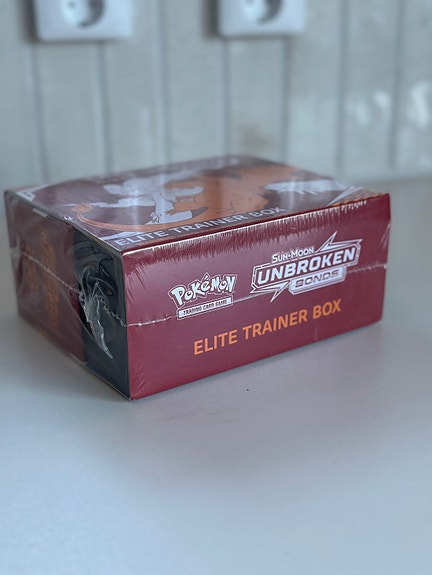 ELITE TRAINER BOX
Pokémon
TRADING CARD GAME
SUN & MOON
UNBROKEN
BONDS
ELITE TRAINER BOX